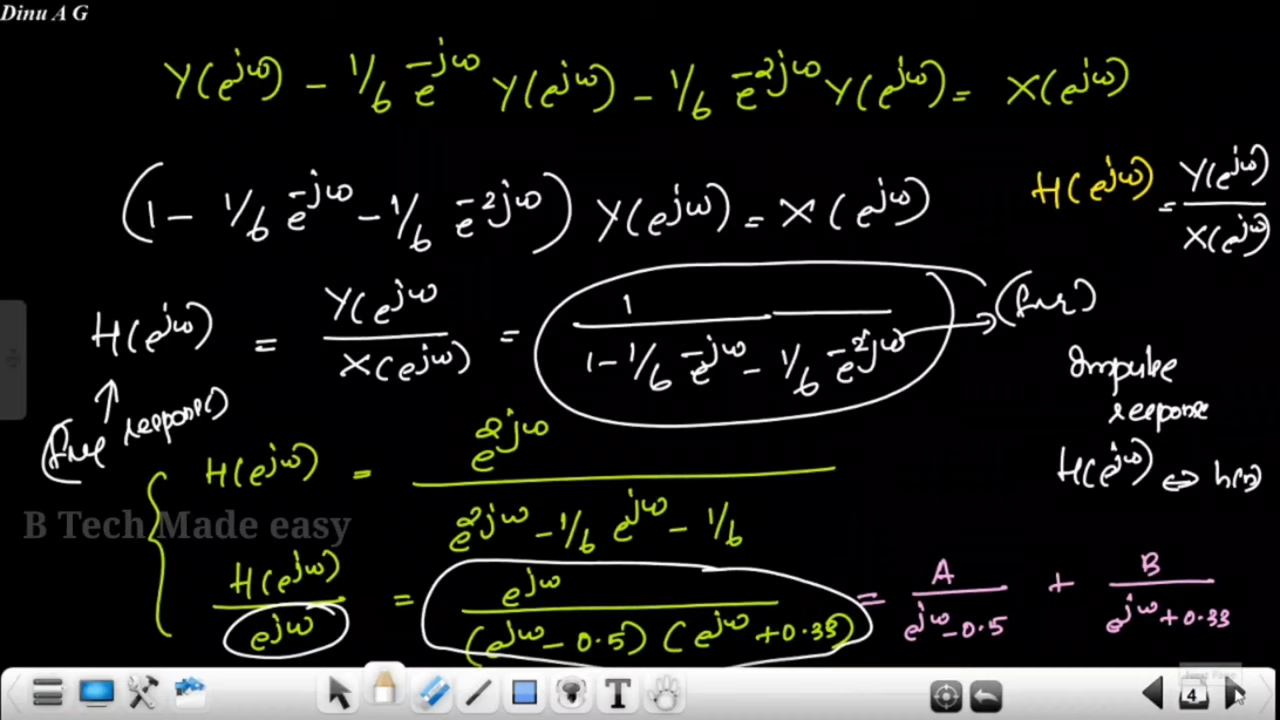 Dinu A G
Y(e^jω) - 1/6 e^-jω Y(e^jω) - 1/6 e^-2jω Y(e^jω) = X(e^jω)
(1 - 1/6 e^-jω - 1/6 e^-2jω) Y(e^jω) = X(e^jω)
H(e^jω) = Y(e^jω) / X(e^jω)
H(e^jω) = Y(e^jω / X(e^jω) = 1 / 1 - 1/6 e^-jω - 1/6 e^-2jω
response)
Impulse
response
H(e^jω) ⇔ h(n)
H(e^jω) = e^2jω / e^2jω - 1/6 e^jω - 1/6
B Tech Made easy
H(e^jω) / e^jω = e^jω / (e^jω - 0.5) (e^jω + 0.33) = A / e^jω - 0.5 + B / e^jω + 0.33
4